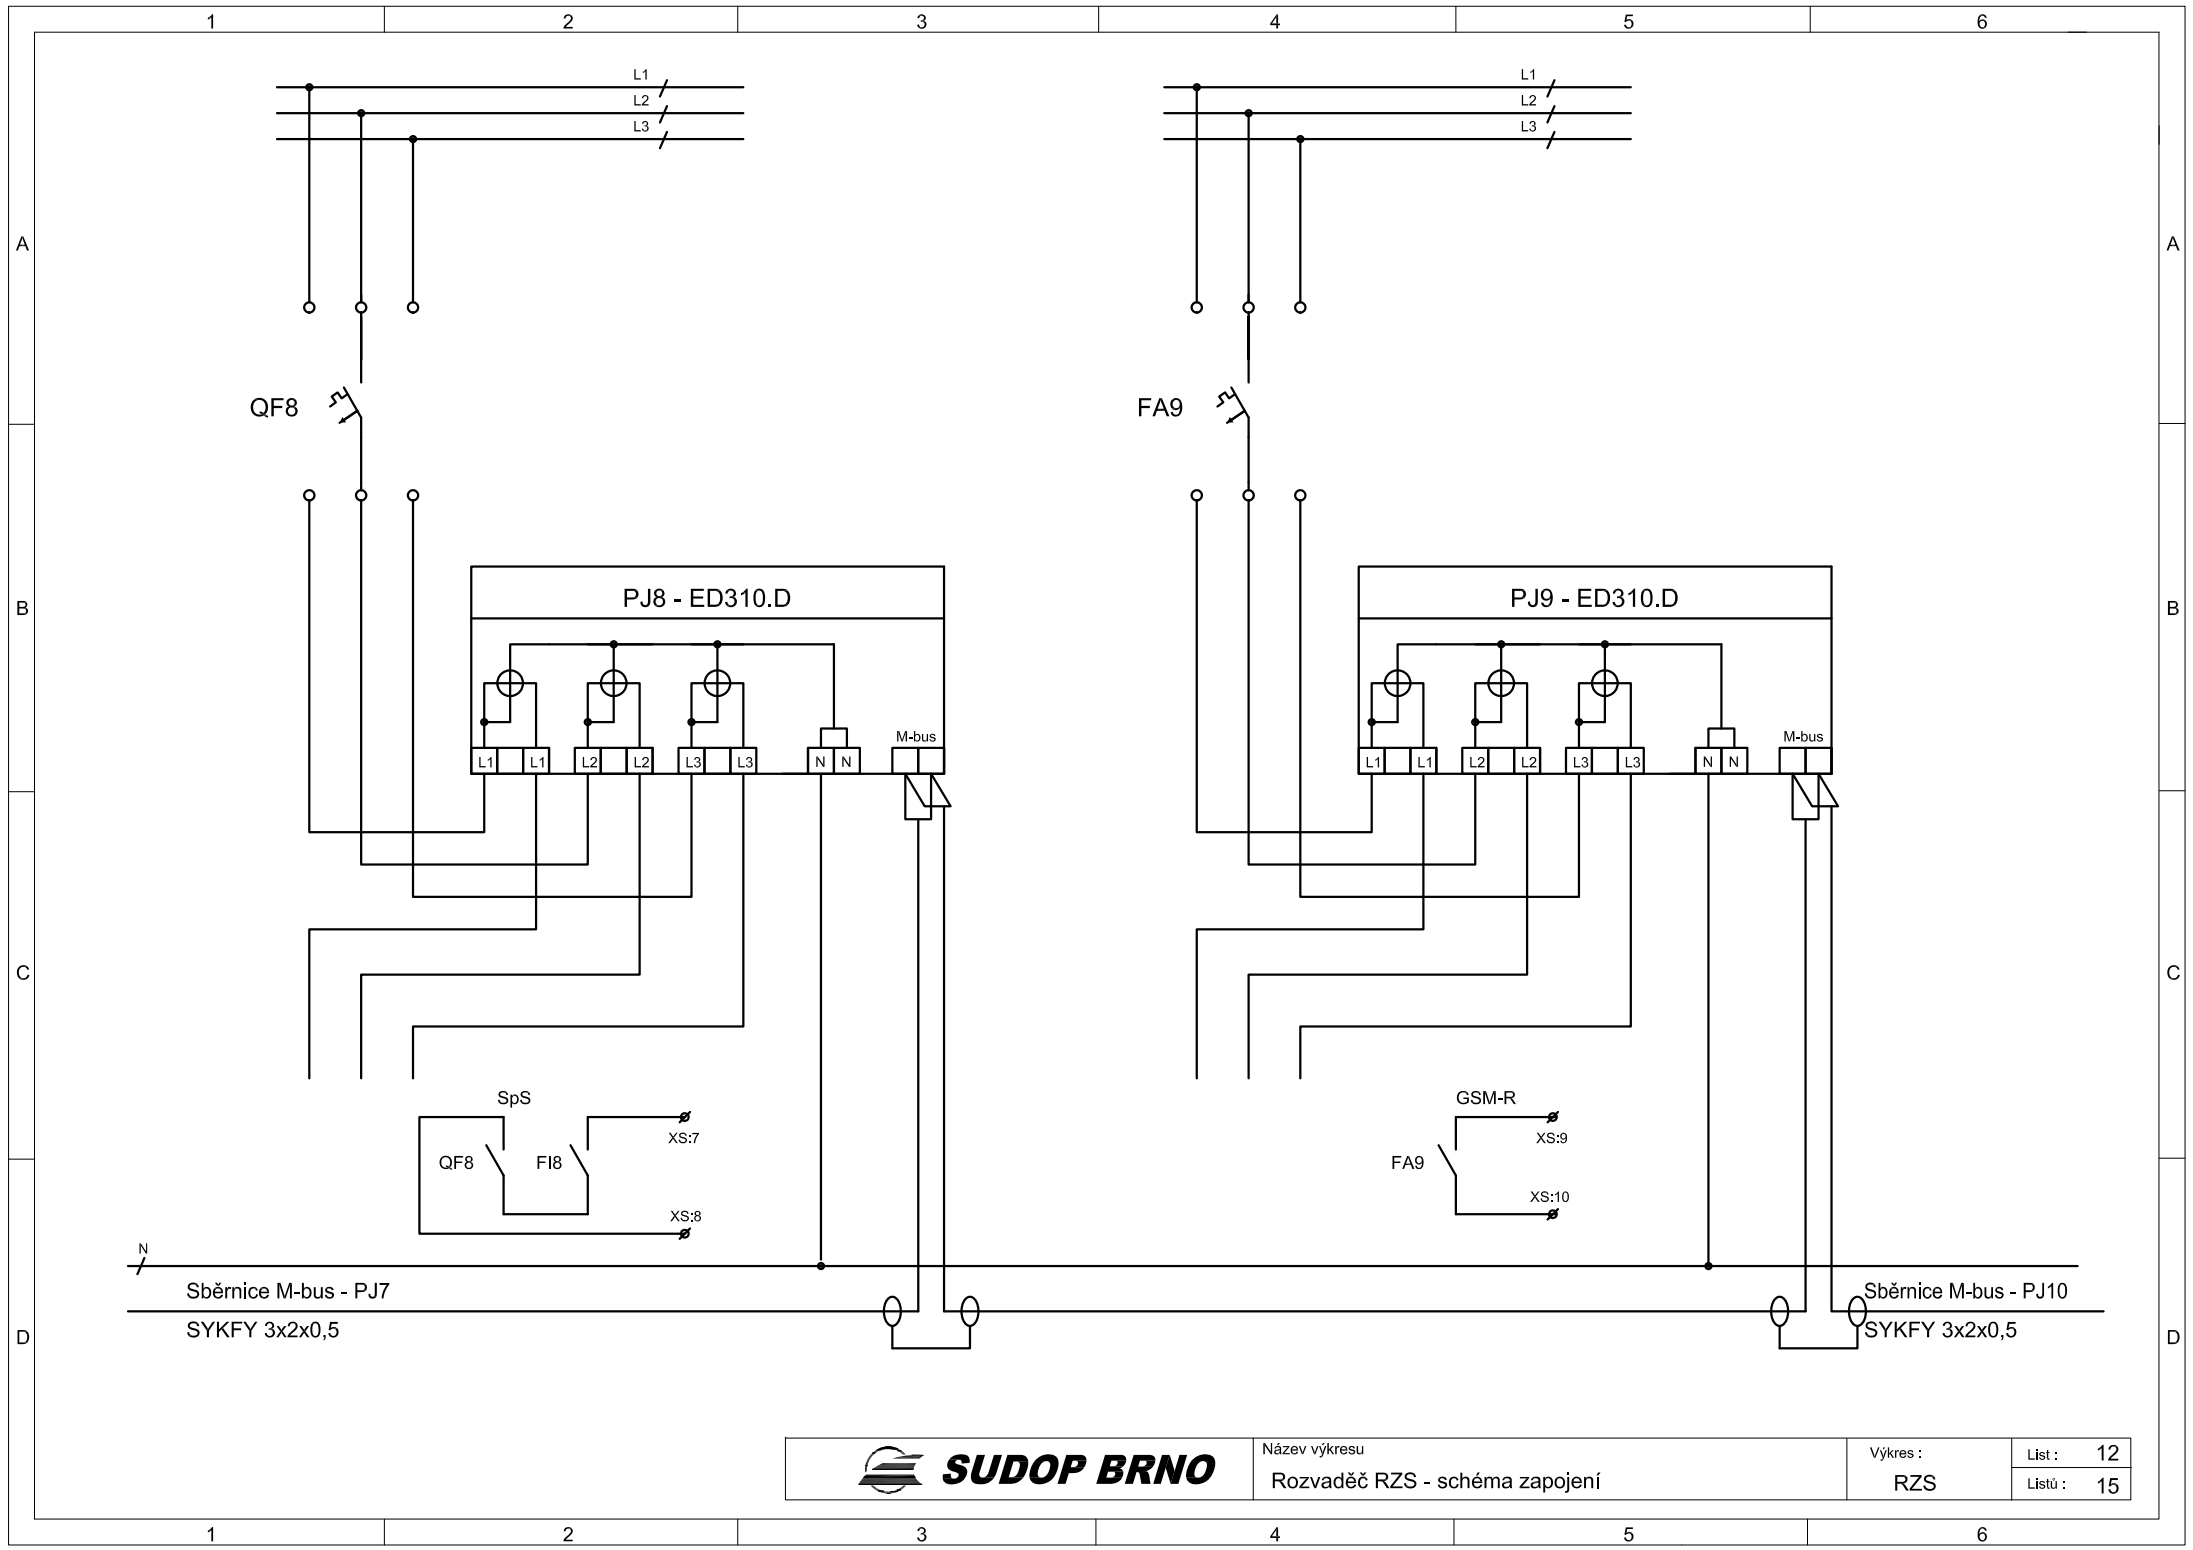 1 2 3 4 5 6
L1 L1
L2 L2
L3 L3
A A
QF8 FA9
PJ8 - ED310.D PJ9 - ED310.D
B B
M-bus M-bus
L1 L1 L2 L2 L3 L3 N N L1 L1 L2 L2 L3 L3 N N
C C
SpS GSM-R
XS:7 XS:9
QF8 FI8 FA9
XS:10
XS:8
N
Sběrnice M-bus - PJ7 Sběrnice M-bus - PJ10
SYKFY 3x2x0,5 SYKFY 3x2x0,5
D D
SUDOP BRNO
Název výkresu
Rozvaděč RZS - schéma zapojení
Výkres :
RZS
List : 12
Listů : 15
1 2 3 4 5 6